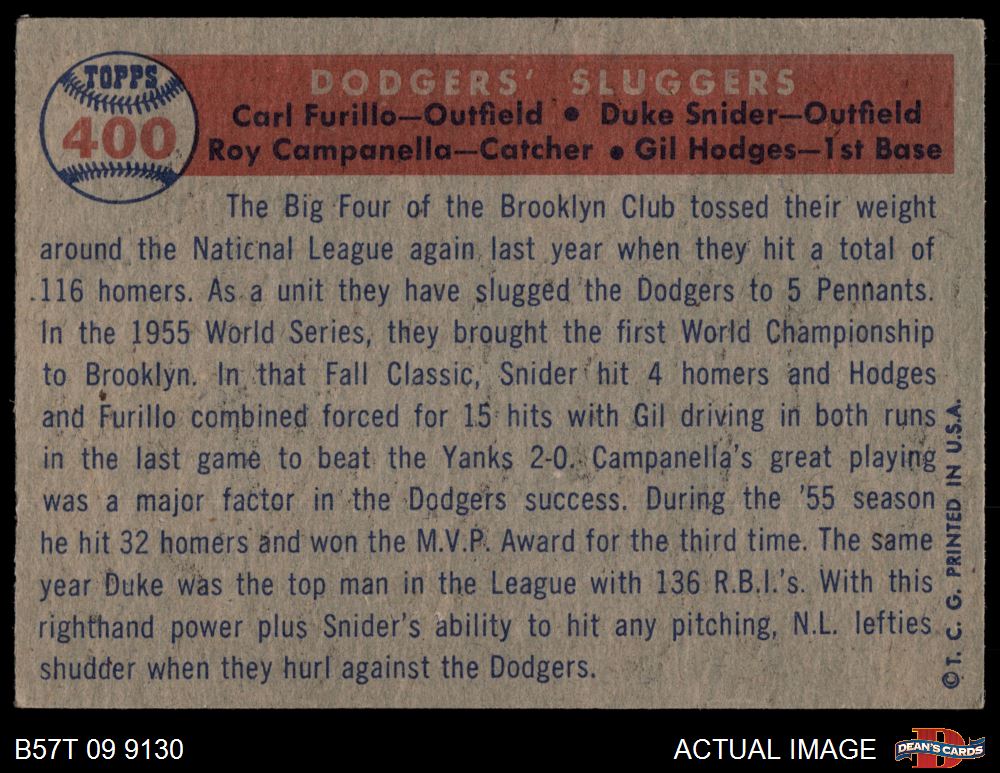 TOPPS
400
DODGERS' SLUGGERS
Carl Furillo—Outfield • Duke Snider—Outfield
Roy Campanella—Catcher • Gil Hodges—1st Base
The Big Four of the Brooklyn Club tossed their weight
around the National League again last year when they hit a total of
116 homers. As a unit they have slugged the Dodgers to 5 Pennants.
In the 1955 World Series, they brought the first World Championship
to Brooklyn. In that Fall Classic, Snider hit 4 homers and Hodges
and Furillo combined forced for 15 hits with Gil driving in both runs
in the last game to beat the Yanks 2-0. Campanella's great playing
was a major factor in the Dodgers success. During the '55 season
he hit 32 homers and won the M.V.P. Award for the third time. The same
year Duke was the top man in the League with 136 R.B.I.'s. With this
righthand power plus Snider's ability to hit any pitching, N.L. lefties
shudder when they hurl against the Dodgers.
©T. C. G. PRINTED IN U.S.A.
B57T 09 9130
ACTUAL IMAGE
D
DEAN'S CARDS